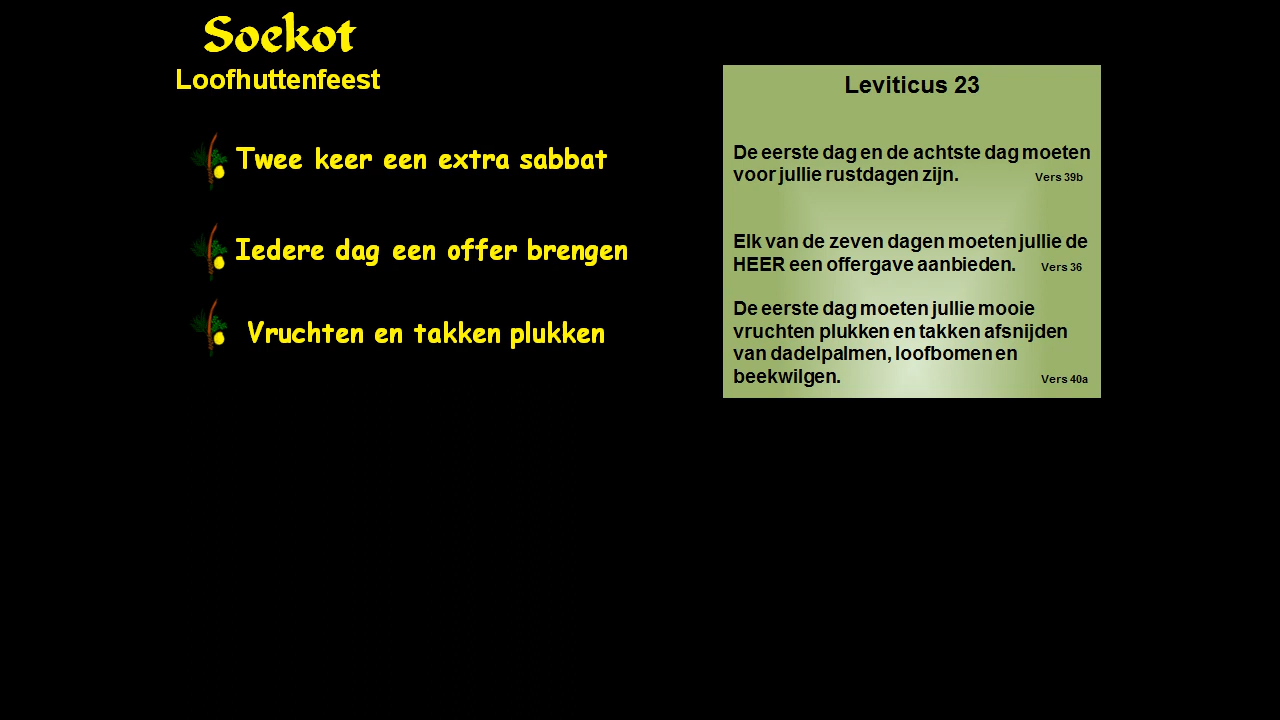 Soekot
Loofhuttenfeest
Twee keer een extra sabbat
Iedere dag een offer brengen
Vruchten en takken plukken
Leviticus 23
De eerste dag en de achtste dag moeten
voor jullie rustdagen zijn. Vers 39b
Elk van de zeven dagen moeten jullie de
HEER een offergave aanbieden. Vers 36
De eerste dag moeten jullie mooie
vruchten plukken en takken afsnijden
van dadelpalmen, loofbomen en
beekwilgen. Vers 40a